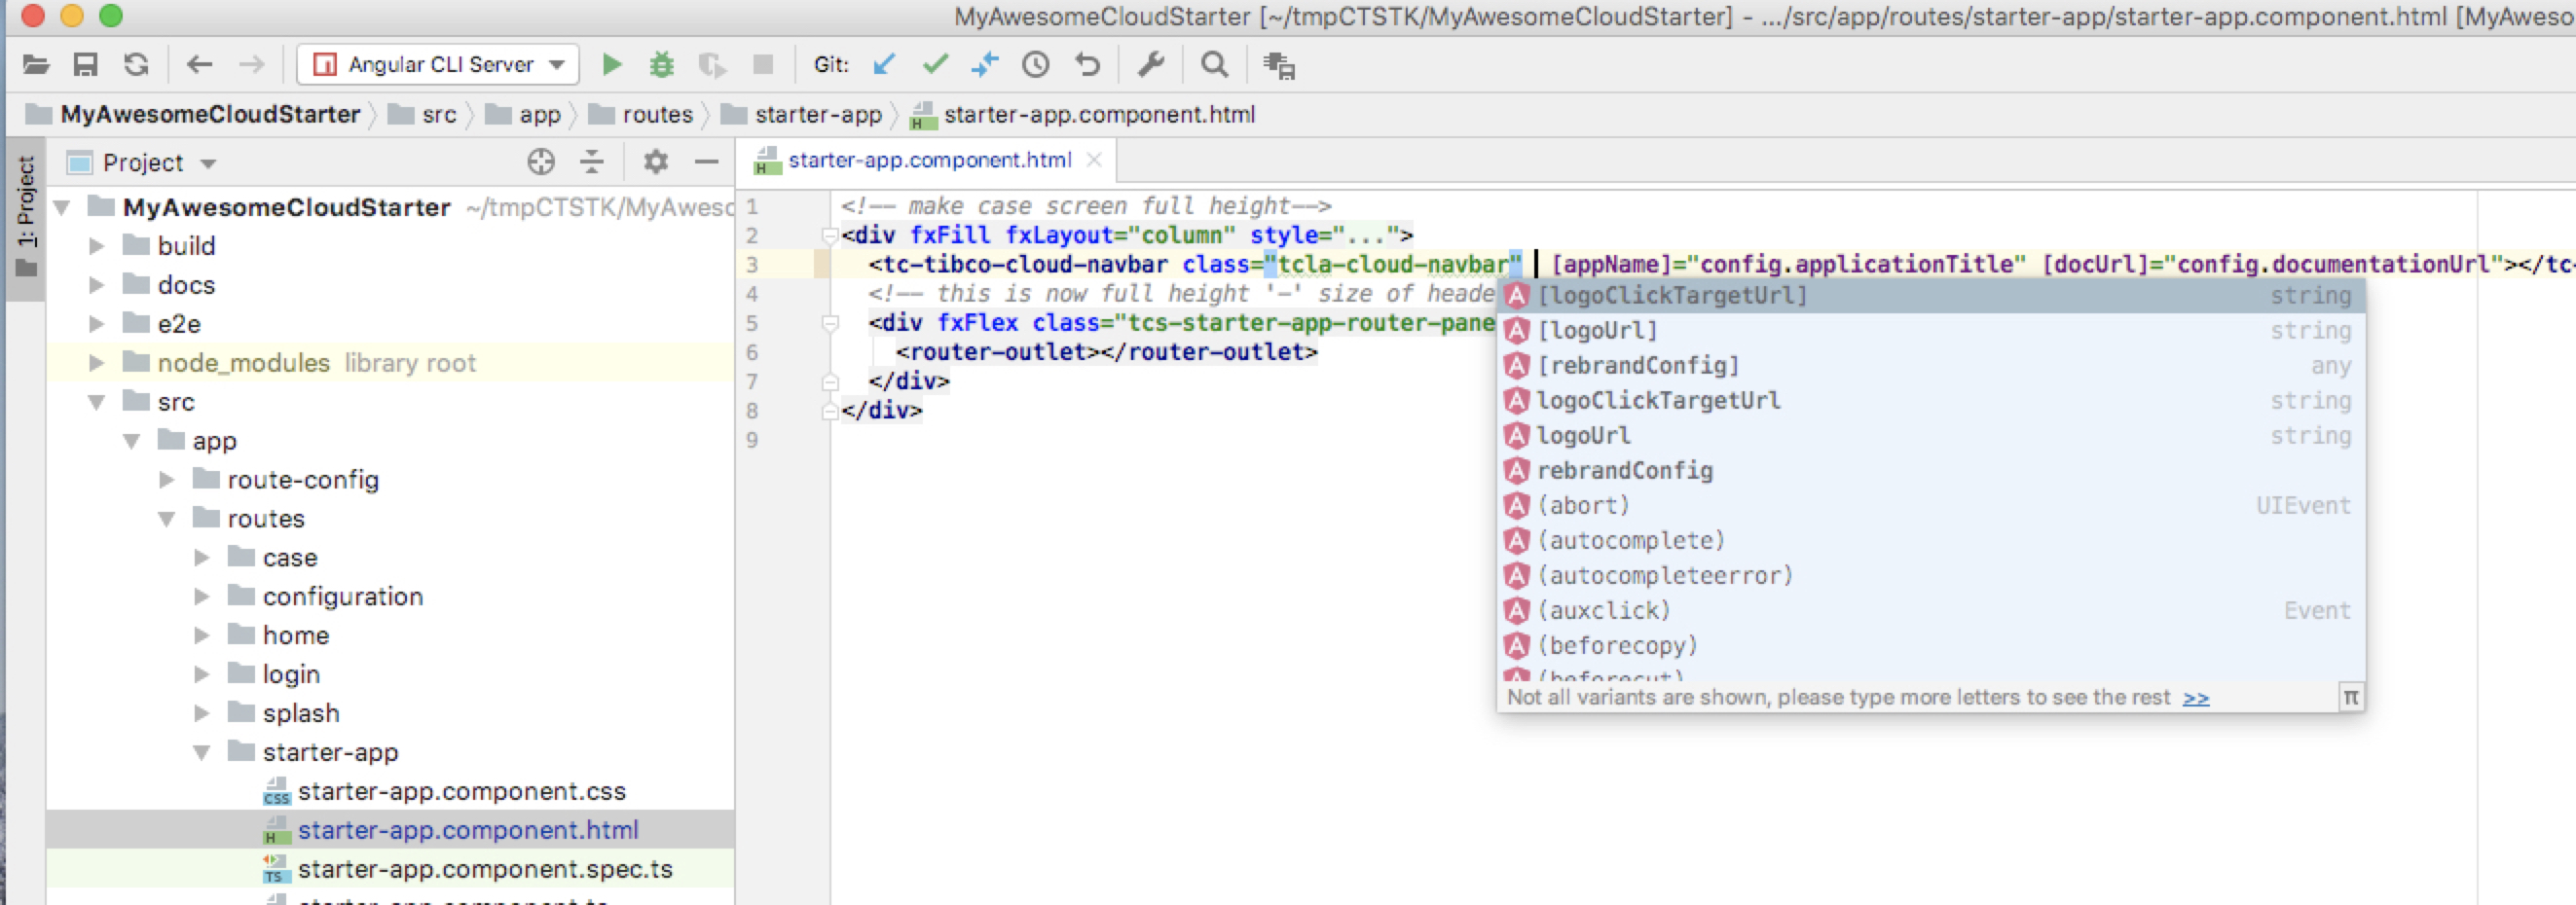 MyAwesomeCloudStarter [~/tmpCTSTK/MyAwesomeCloudStarter] - .../src/app/routes/starter-app/starter-app.component.html [MyAweso
Angular CLI Server
Git:
MyAwesomeCloudStarter src app routes starter-app starter-app.component.html
1: Project
Project
MyAwesomeCloudStarter ~/tmpCTSTK/MyAwesc
build
docs
e2e
node_modules library root
src
app
route-config
routes
case
configuration
home
login
splash
starter-app
starter-app.component.css
starter-app.component.html
starter-app.component.spec.ts
starter-app.component.html
1 <!-- make case screen full height-->
2 <div fxFill fxLayout="column" style="...">
3 <tc-tibco-cloud-navbar class="tcla-cloud-navbar" [appName]="config.applicationTitle" [docUrl]="config.documentationUrl"></tc-
4 <!-- this is now full height '-' size of heade
5 <div fxFlex class="tcs-starter-app-router-pane
6 <router-outlet></router-outlet>
7 </div>
8 </div>
9
[logoClickTargetUrl] string
[logoUrl] string
[rebrandConfig] any
logoClickTargetUrl string
logoUrl string
rebrandConfig
(abort) UIEvent
(autocomplete)
(autocompleteerror)
(auxclick) Event
(beforecopy)
(beforecut)
Not all variants are shown, please type more letters to see the rest >> π